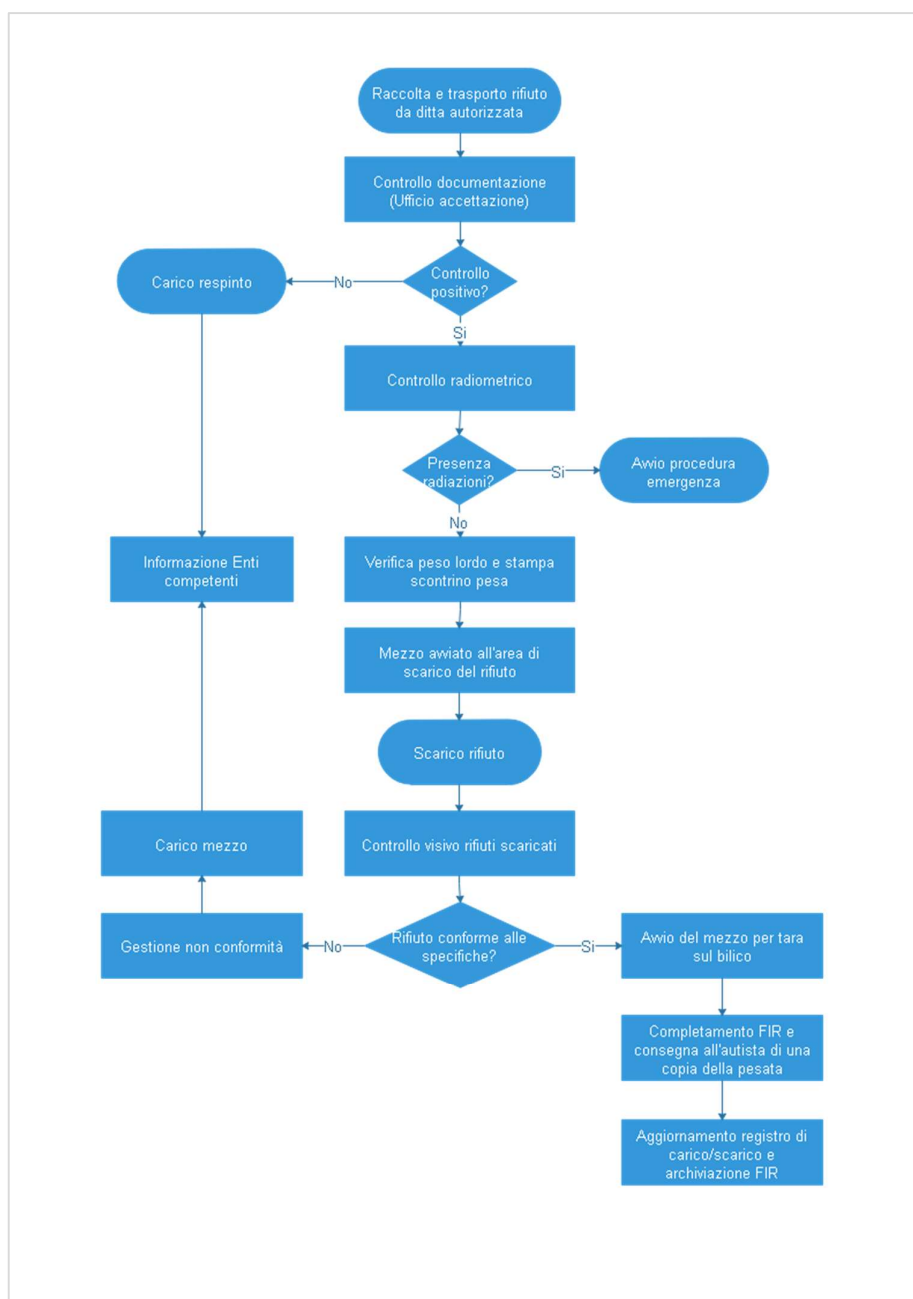 Raccolta e trasporto rifiuto
da ditta autorizzata
Controllo documentazione
(Ufficio accettazione)
Controllo
positivo?
No
Carico respinto
Si
Controllo radiometrico
Presenza
radiazioni?
Si
Avvio procedura
emergenza
No
Informazione Enti
competenti
Verifica peso lordo e stampa
scontrino pesa
Mezzo avviato all'area di
scarico del rifiuto
Scarico rifiuto
Carico mezzo
Controllo visivo rifiuti scaricati
Gestione non conformità
No
Rifiuto conforme alle
specifiche?
Si
Avvio del mezzo per tara
sul bilico
Completamento FIR e
consegna all'autista di una
copia della pesata
Aggiornamento registro di
carico/scarico e
archiviazione FIR